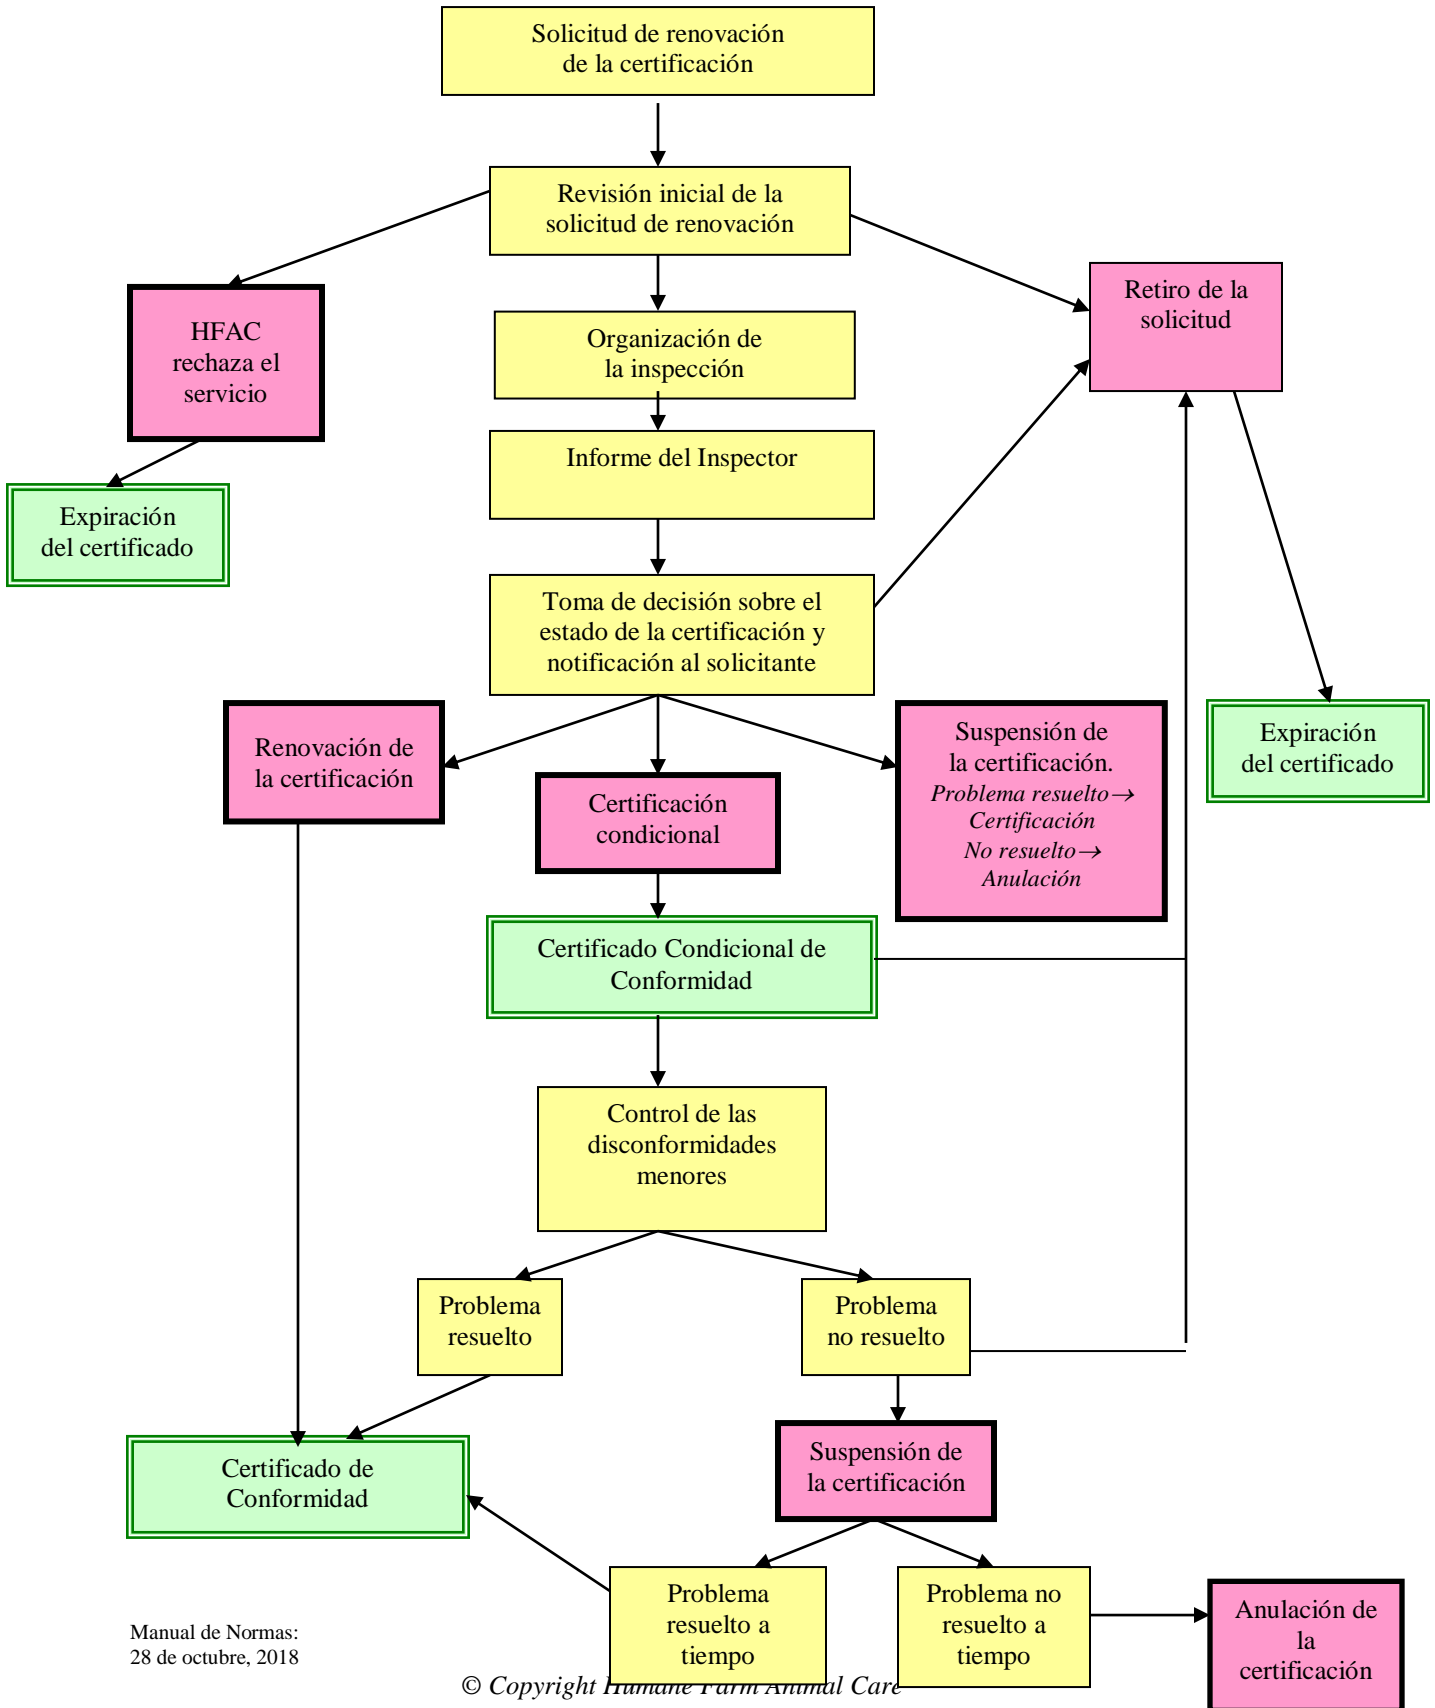 Solicitud de renovación
de la certificación
Revisión inicial de la
solicitud de renovación
Retiro de la
solicitud
HFAC
rechaza el
servicio
Organización de
la inspección
Informe del Inspector
Expiración
del certificado
Toma de decisión sobre el
estado de la certificación y
notificación al solicitante
Renovación de
la certificación
Certificación
condicional
Suspensión de
la certificación.
Problema resuelto→
Certificación
No resuelto→
Anulación
Expiración
del certificado
Certificado Condicional de
Conformidad
Control de las
disconformidades
menores
Problema
resuelto
Problema
no resuelto
Certificado de
Conformidad
Suspensión de
la certificación
Problema
resuelto a
tiempo
Problema no
resuelto a
tiempo
Anulación de
la
certificación
Manual de Normas:
28 de octubre, 2018
© Copyright Humane Farm Animal Care